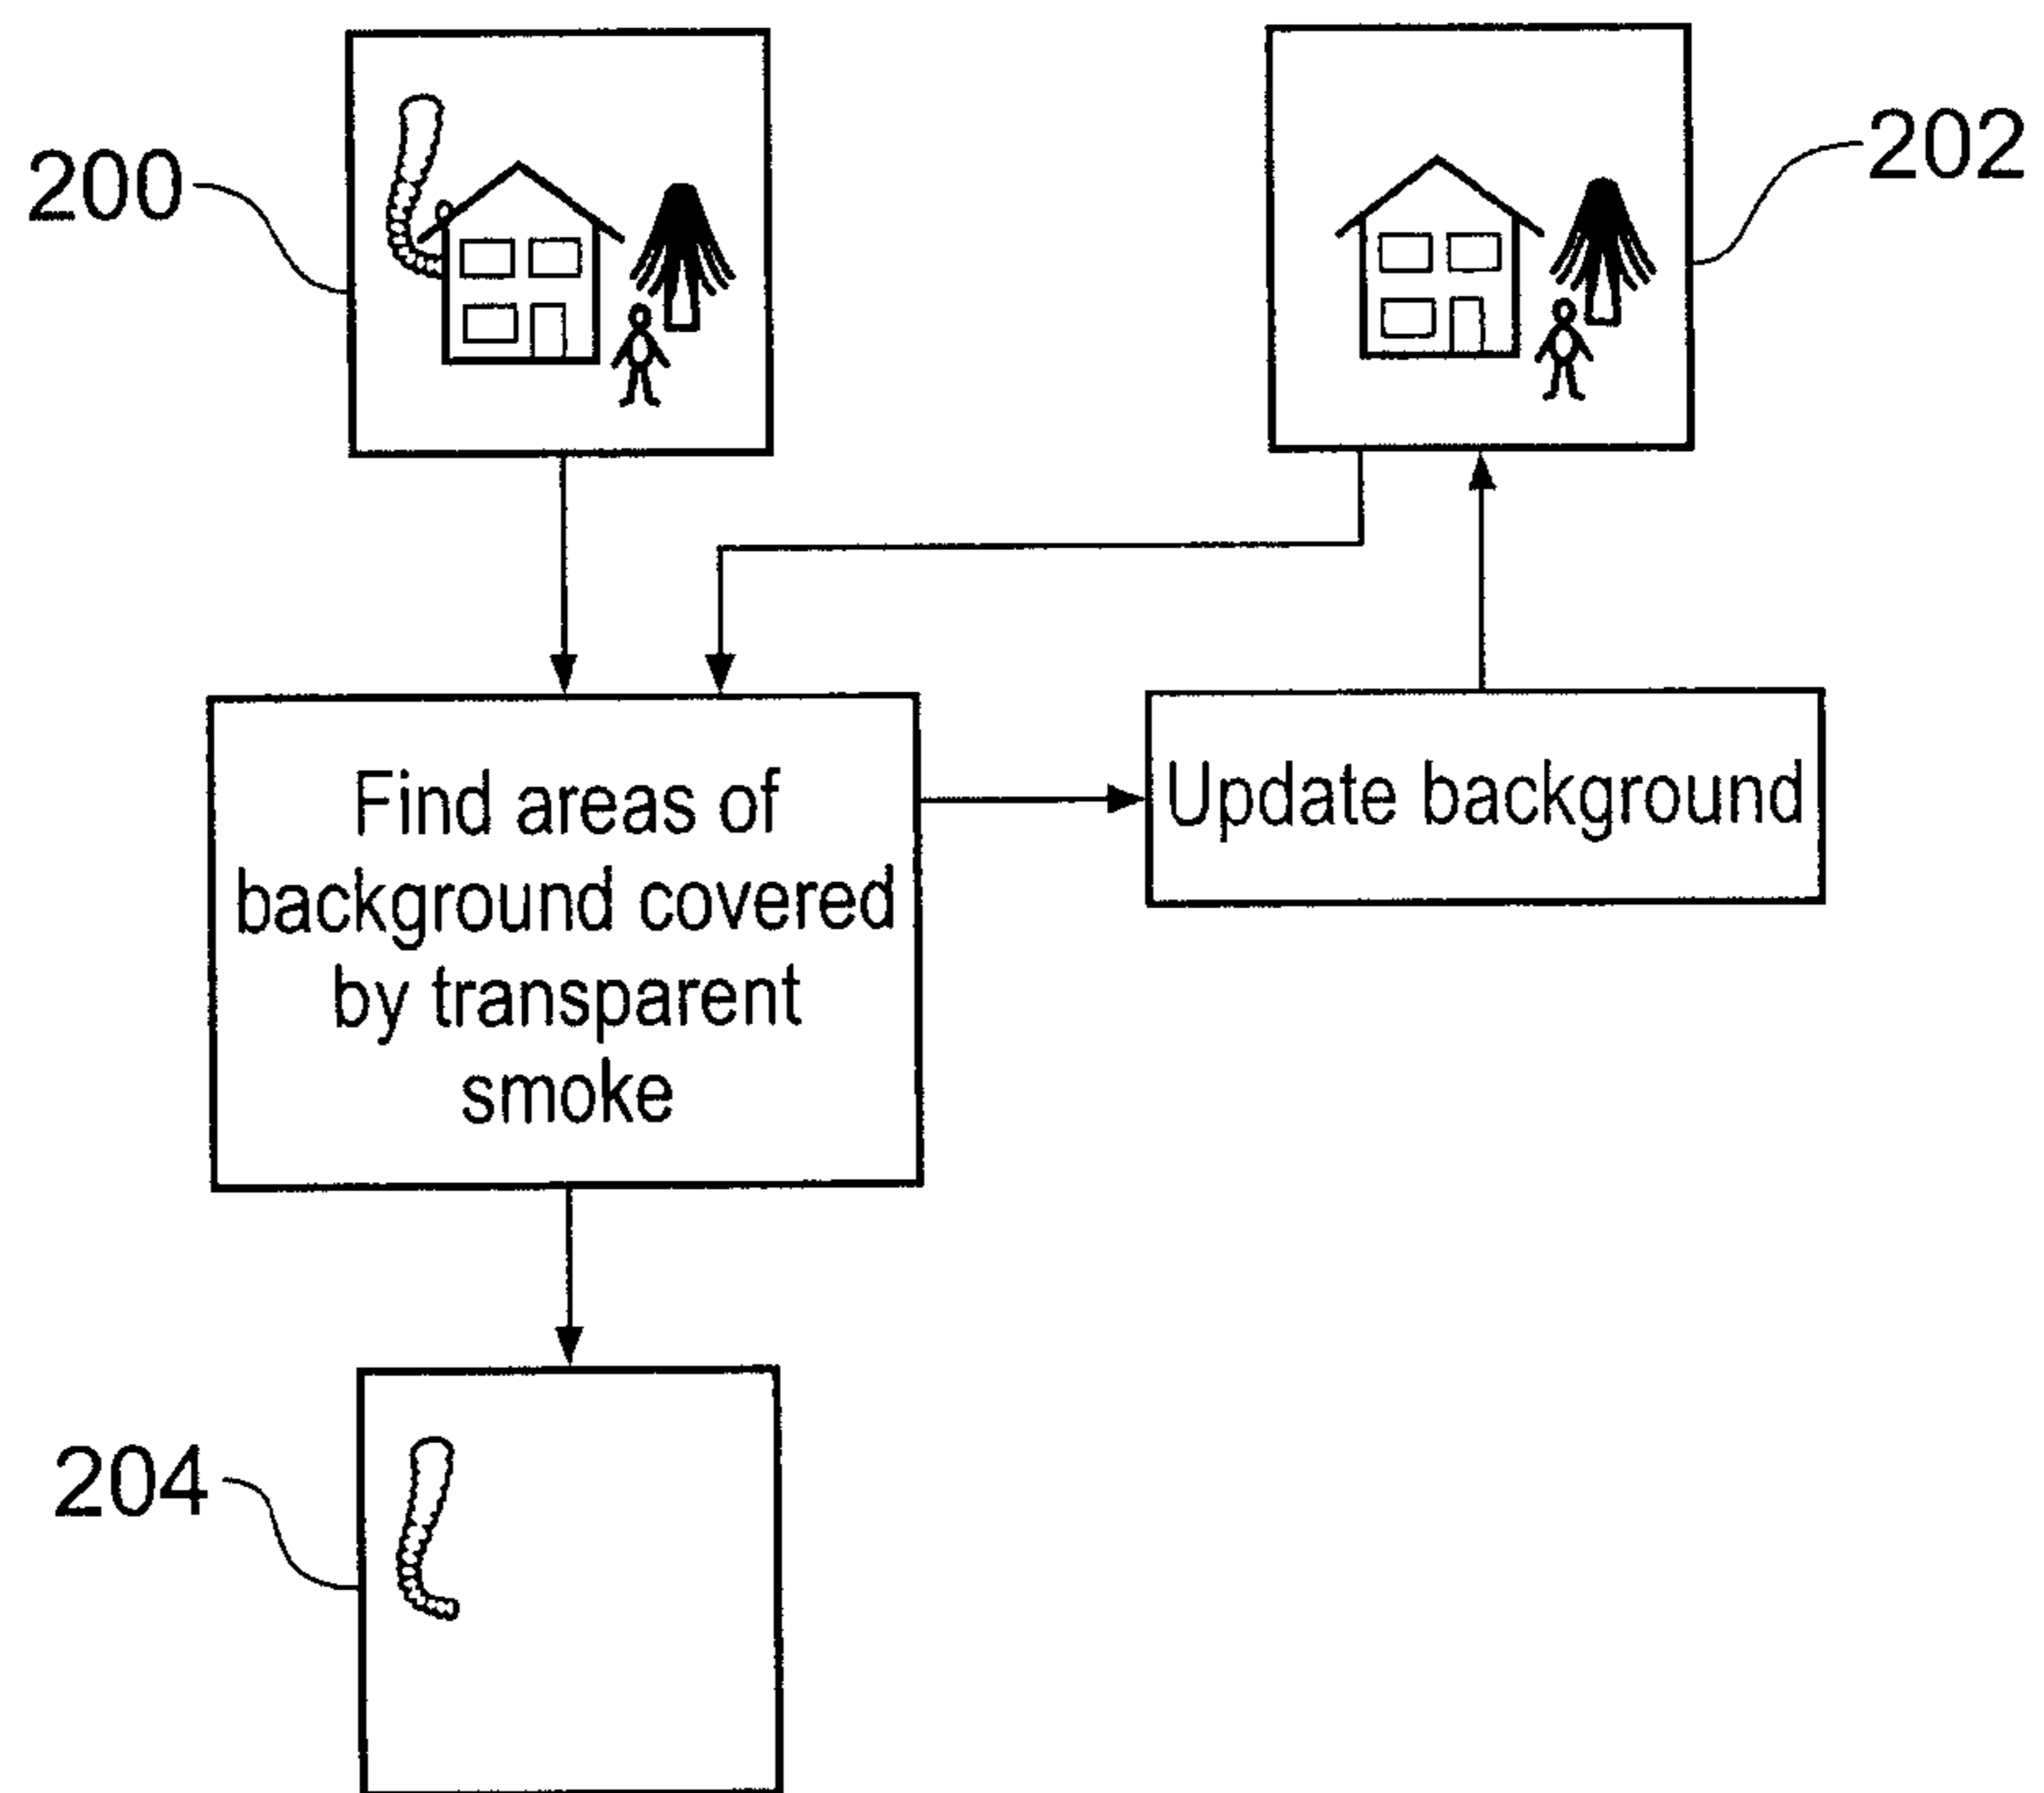 200
202
Find areas of
background covered
by transparent
smoke
Update background
204